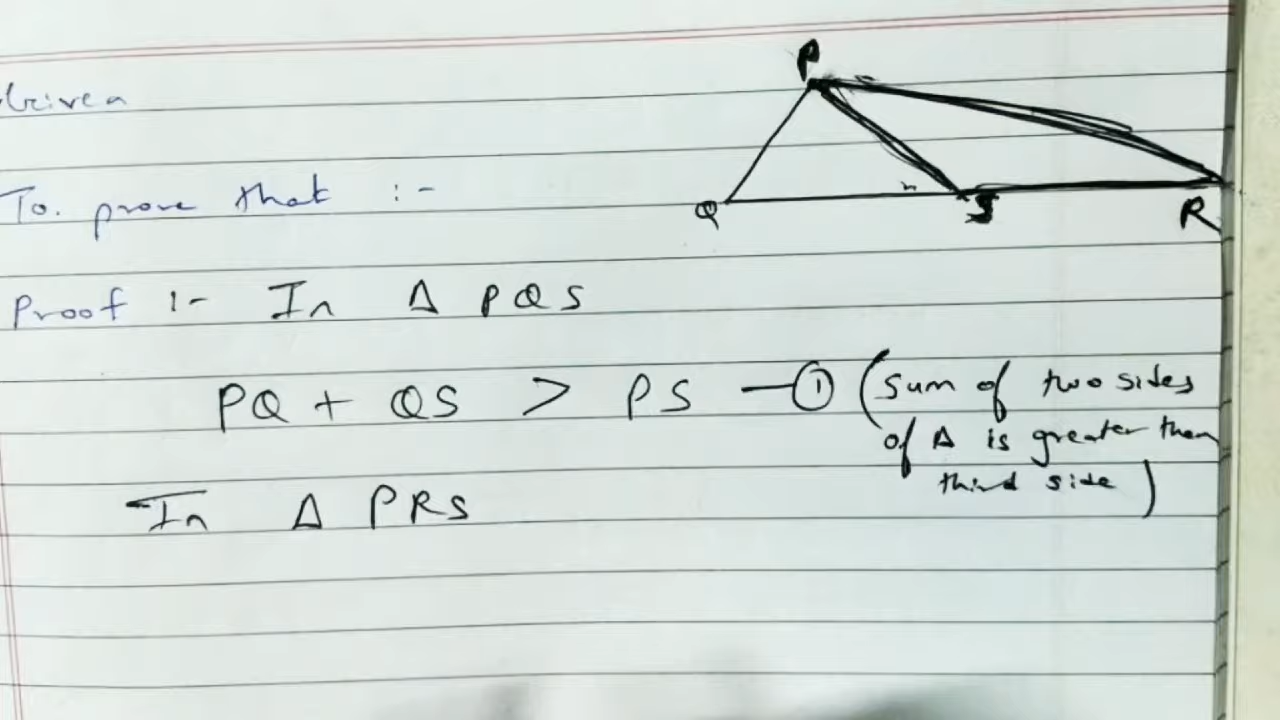 P
Given
To. prove that :-
Q S R
Proof :- In Δ PQS
PQ + QS > PS —① (Sum of two sides
of Δ is greater then
third side)
In Δ PRS